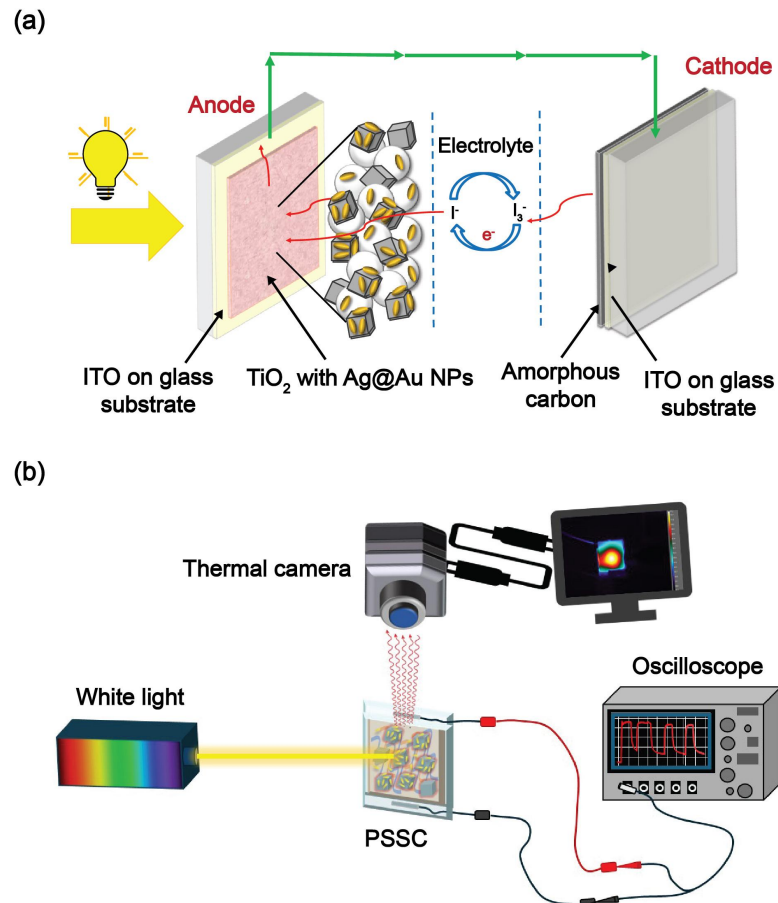 (a)
Cathode
Anode
Electrolyte
I-
I3-
e-
ITO on glass
substrate
TiO2 with Ag@Au NPs
Amorphous
carbon
ITO on glass
substrate
(b)
Thermal camera
Oscilloscope
White light
PSSC